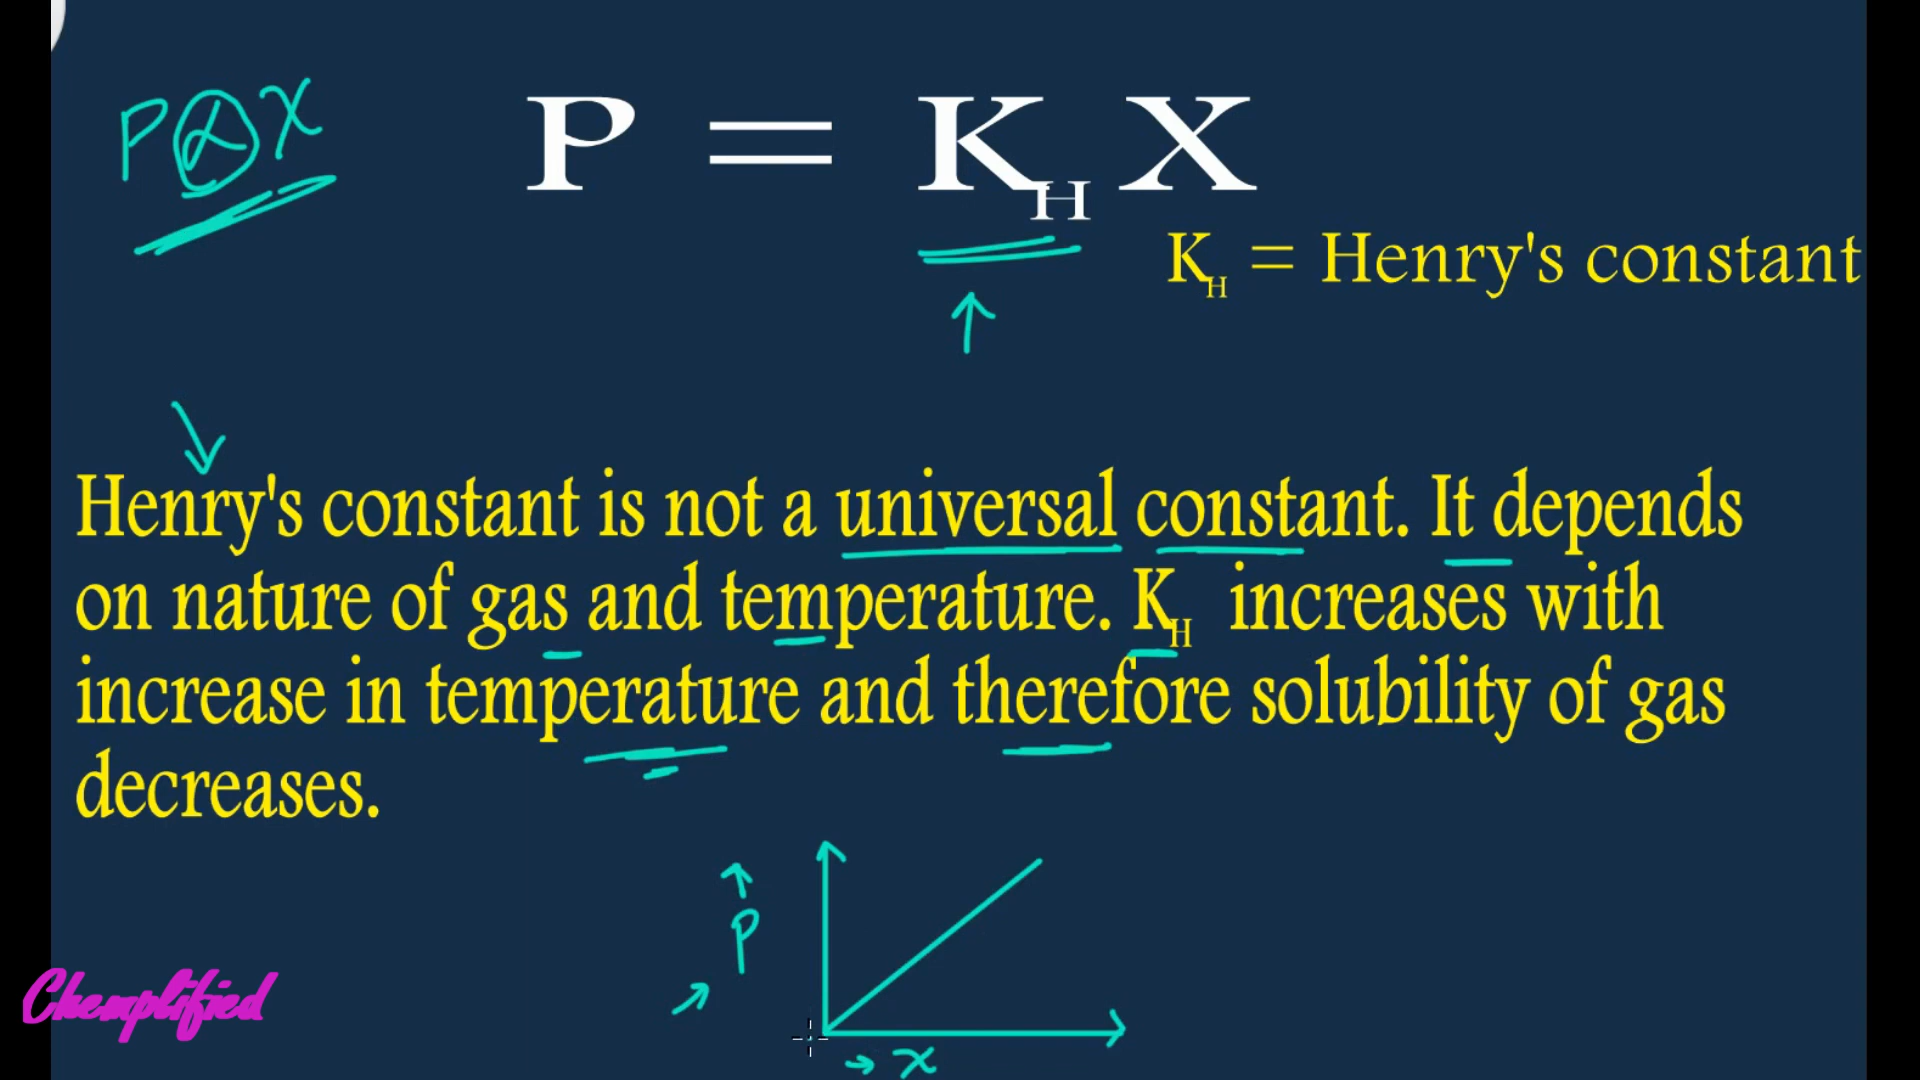 P α X
P = K_H X
K_H = Henry's constant
Henry's constant is not a universal constant. It depends
on nature of gas and temperature. K_H increases with
increase in temperature and therefore solubility of gas
decreases.
P
x
Chemplified